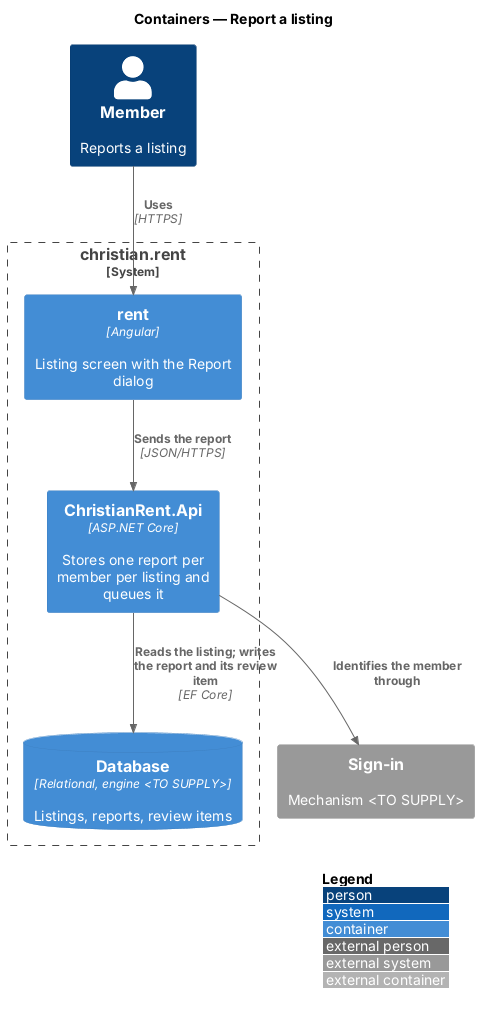 Containers — Report a listing
Member
Reports a listing
Uses
[HTTPS]
christian.rent
[System]
rent
[Angular]
Listing screen with the Report
dialog
Sends the report
[JSON/HTTPS]
ChristianRent.Api
[ASP.NET Core]
Stores one report per
member per listing and
queues it
Reads the listing; writes
the report and its review
item
[EF Core]
Identifies the member
through
Database
[Relational, engine <TO SUPPLY>]
Listings, reports, review items
Sign-in
Mechanism <TO SUPPLY>
Legend
person
system
container
external person
external system
external container